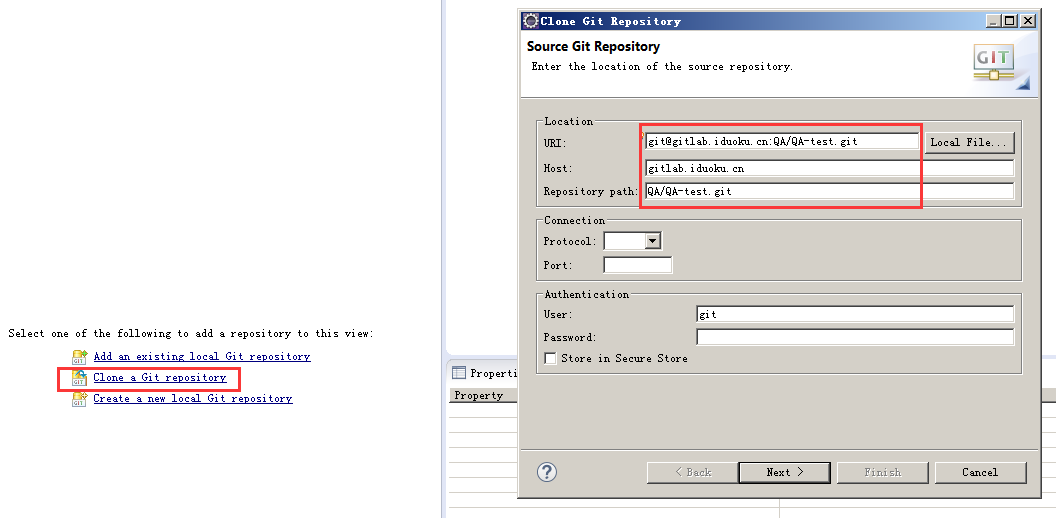 Select one of the following to add a repository to this view:
GIT Add an existing local Git repository
GIT Clone a Git repository
GIT Create a new local Git repository
Clone Git Repository
Source Git Repository
Enter the location of the source repository.
GIT
Location
URI: git@gitlab.iduoku.cn:QA/QA-test.git Local File...
Host: gitlab.iduoku.cn
Repository path: QA/QA-test.git
Connection
Protocol:
Port:
Authentication
User: git
Password:
Store in Secure Store
? < Back Next > Finish Cancel
Properti
Property